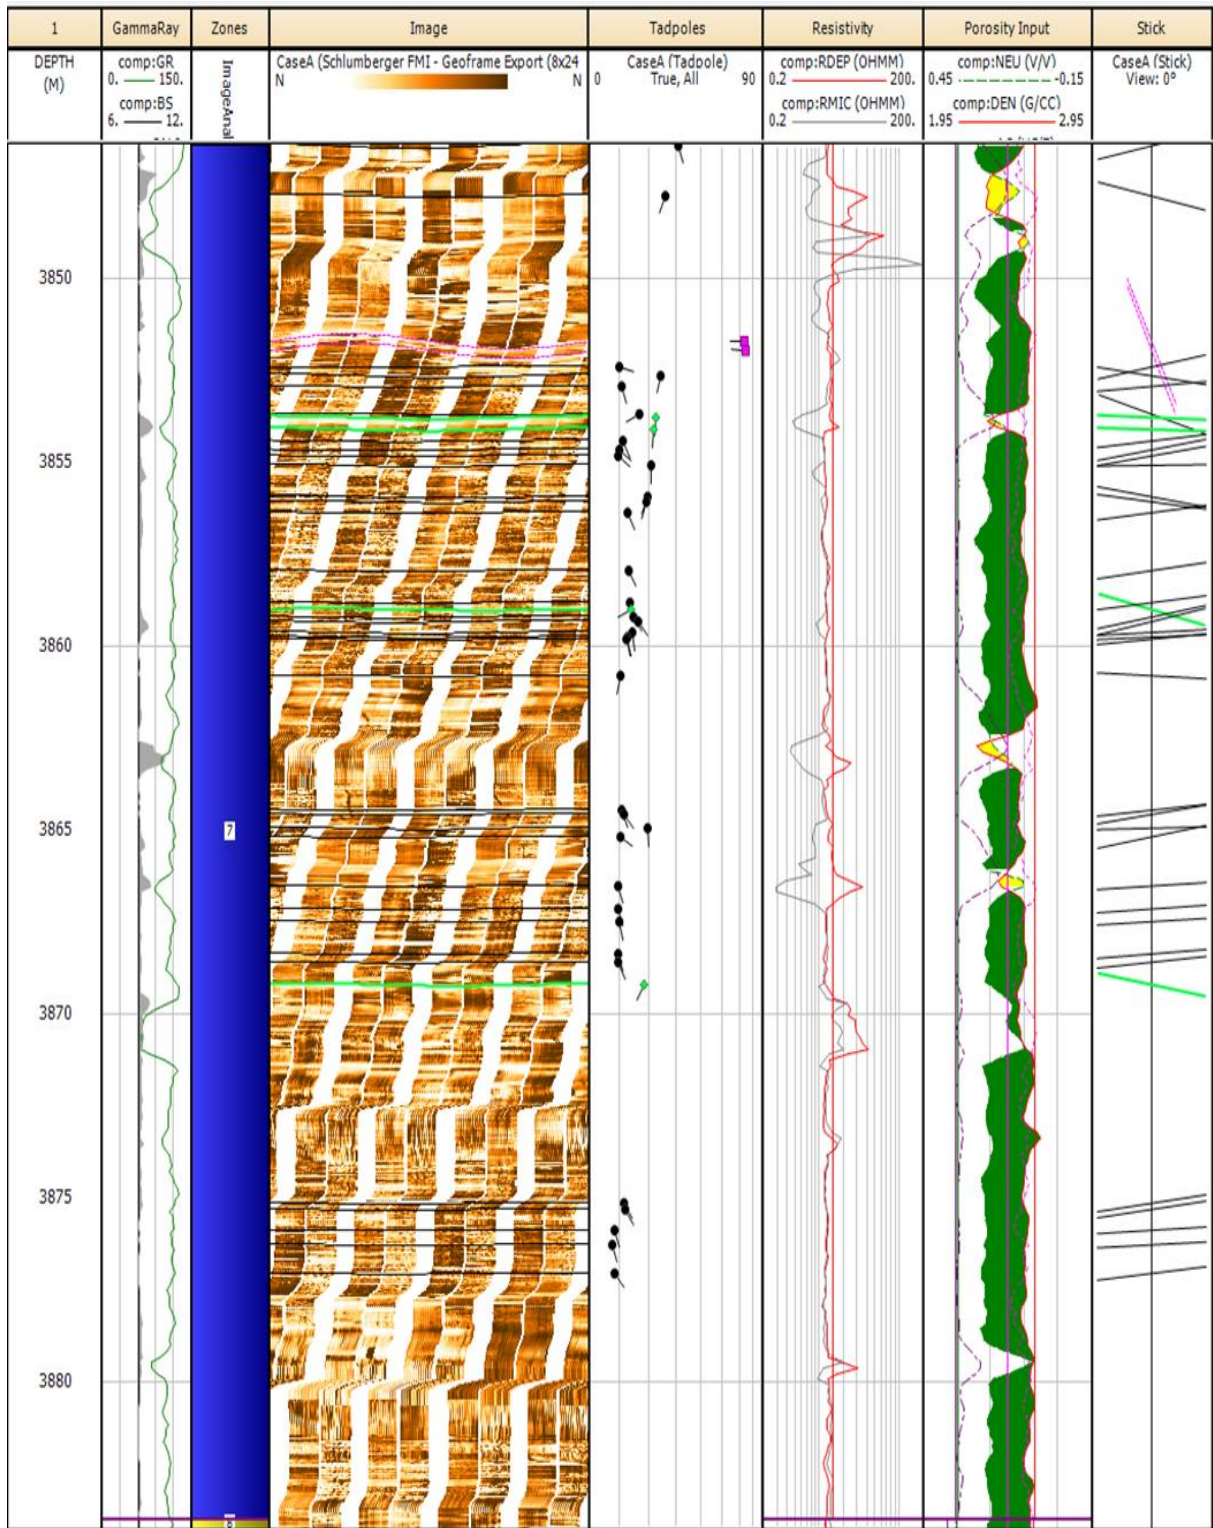 1 GammaRay Zones Image Tadpoles Resistivity Porosity Input Stick
DEPTH
(M)
comp:GR
0. 150.
comp:BS
6. 12.
ImageAnal
CaseA (Schlumberger FMI - Geoframe Export (8x24
N N
CaseA (Tadpole)
True, All
0 90
comp:RDEP (OHMM)
0.2 200.
comp:RMIC (OHMM)
0.2 200.
comp:NEU (V/V)
0.45 -0.15
comp:DEN (G/CC)
1.95 2.95
CaseA (Stick)
View: 0°
3850
3855
3860
3865
7
3870
3875
3880